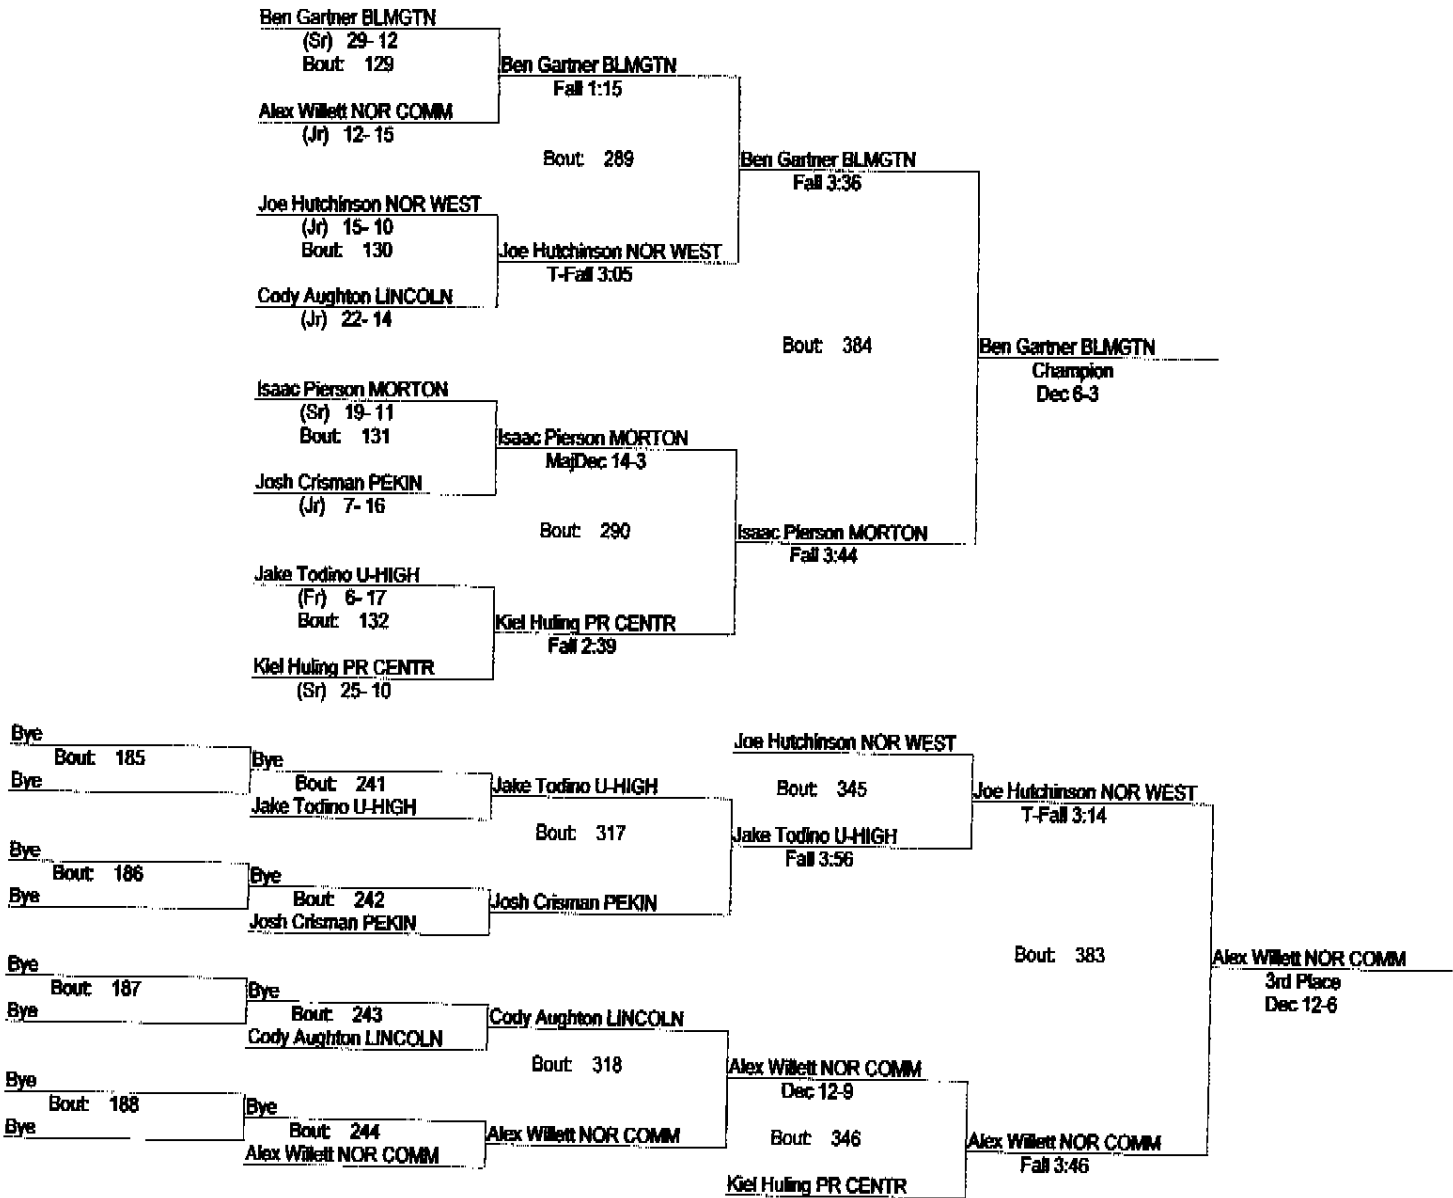 Ben Gartner BLMGTN
(Sr) 29- 12
Bout: 129
Ben Gartner BLMGTN
Fall 1:15
Alex Willett NOR COMM
(Jr) 12- 15
Bout: 289
Ben Gartner BLMGTN
Fall 3:36
Joe Hutchinson NOR WEST
(Jr) 15- 10
Bout: 130
Joe Hutchinson NOR WEST
T-Fall 3:05
Cody Aughton LINCOLN
(Jr) 22- 14
Bout: 384
Ben Gartner BLMGTN
Champion
Dec 6-3
Isaac Pierson MORTON
(Sr) 19- 11
Bout: 131
Isaac Pierson MORTON
MajDec 14-3
Josh Crisman PEKIN
(Jr) 7- 16
Bout: 290
Isaac Pierson MORTON
Fall 3:44
Jake Todino U-HIGH
(Fr) 6- 17
Bout: 132
Kiel Huling PR CENTR
Fall 2:39
Kiel Huling PR CENTR
(Sr) 25- 10
Bye
Bout: 185
Bye
Bye
Bout: 241
Jake Todino U-HIGH
Jake Todino U-HIGH
Bout: 317
Joe Hutchinson NOR WEST
Bout: 345
Jake Todino U-HIGH
Fall 3:56
Joe Hutchinson NOR WEST
T-Fall 3:14
Bye
Bout: 186
Bye
Bye
Bout: 242
Josh Crisman PEKIN
Josh Crisman PEKIN
Bout: 383
Alex Willett NOR COMM
3rd Place
Dec 12-6
Bye
Bout: 187
Bye
Bye
Bout: 243
Cody Aughton LINCOLN
Cody Aughton LINCOLN
Bout: 318
Alex Willett NOR COMM
Dec 12-9
Bye
Bout: 188
Bye
Bye
Bout: 244
Alex Willett NOR COMM
Alex Willett NOR COMM
Bout: 346
Kiel Huling PR CENTR
Alex Willett NOR COMM
Fall 3:46